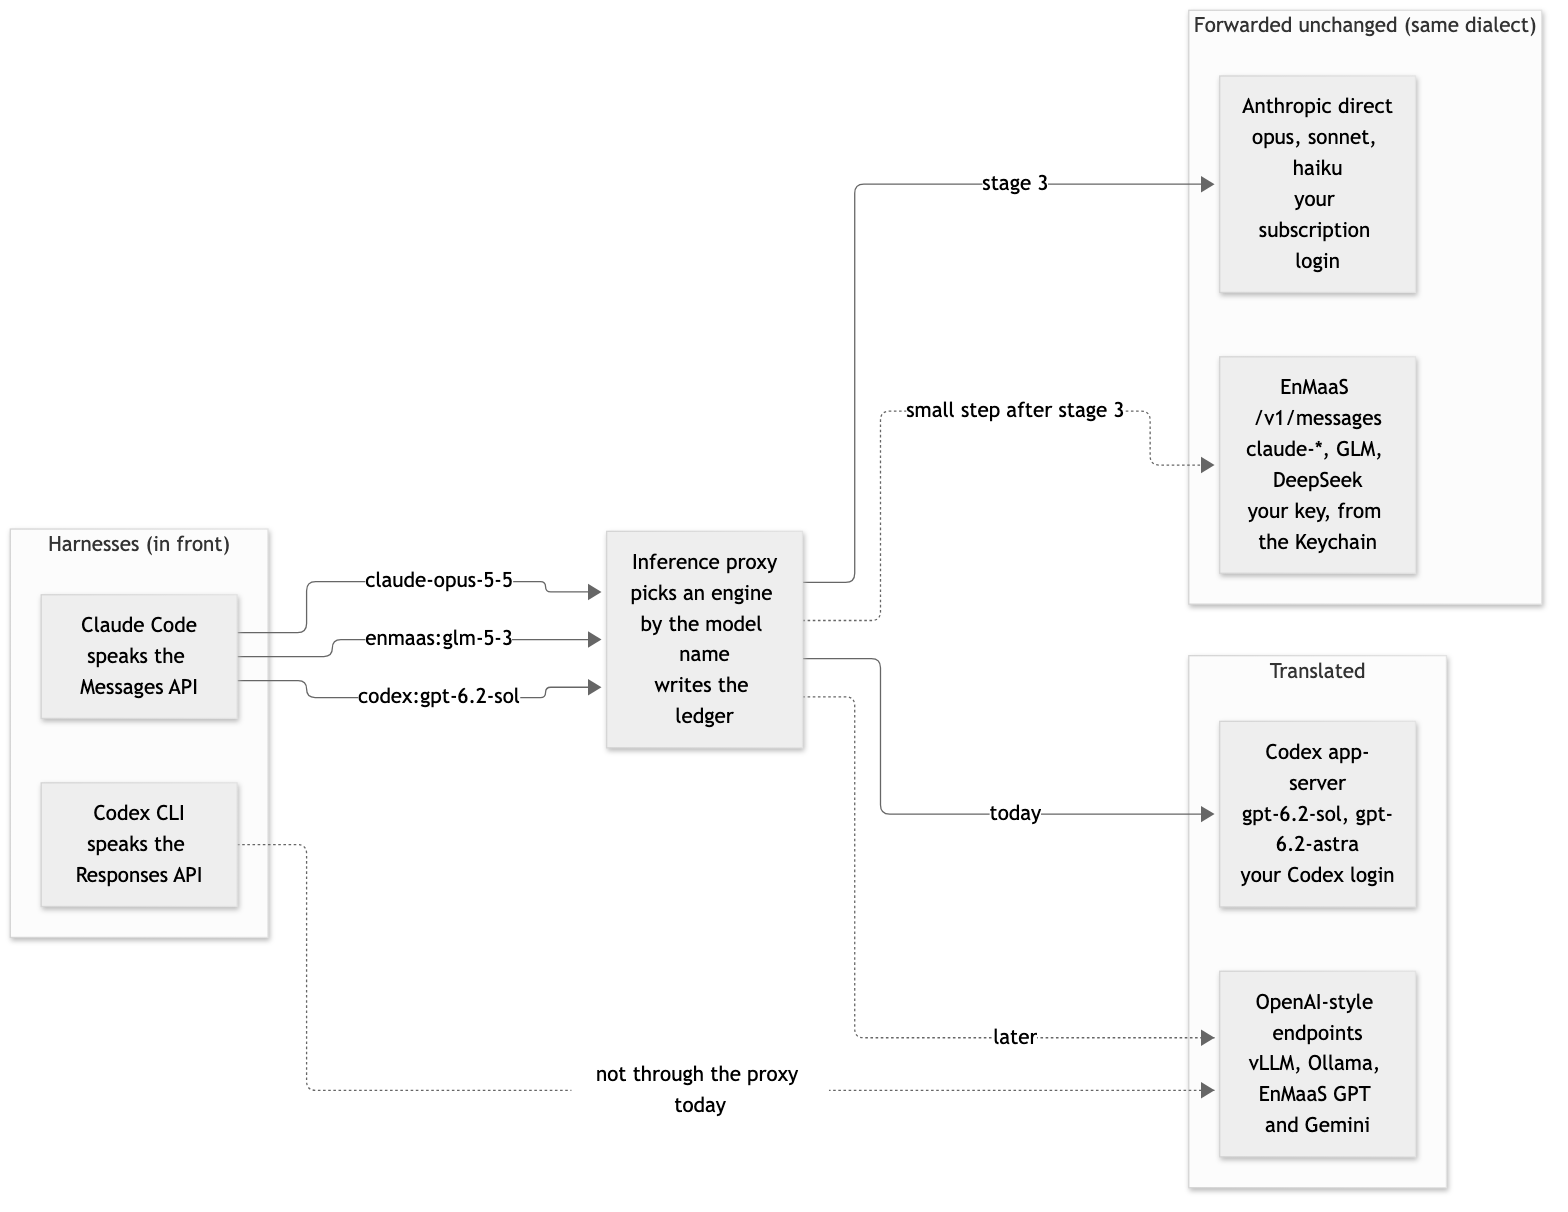 Forwarded unchanged (same dialect)
Anthropic direct
opus, sonnet,
haiku
your
subscription
login
stage 3
EnMaaS
/v1/messages
claude-*, GLM,
DeepSeek
your key, from
the Keychain
small step after stage 3
Harnesses (in front)
Claude Code
speaks the
Messages API
claude-opus-5-5
enmaas:glm-5-3
codex:gpt-6.2-sol
Inference proxy
picks an engine
by the model
name
writes the
ledger
Codex CLI
speaks the
Responses API
Translated
today
Codex app-
server
gpt-6.2-sol, gpt-
6.2-astra
your Codex login
later
not through the proxy
today
OpenAI-style
endpoints
vLLM, Ollama,
EnMaaS GPT
and Gemini